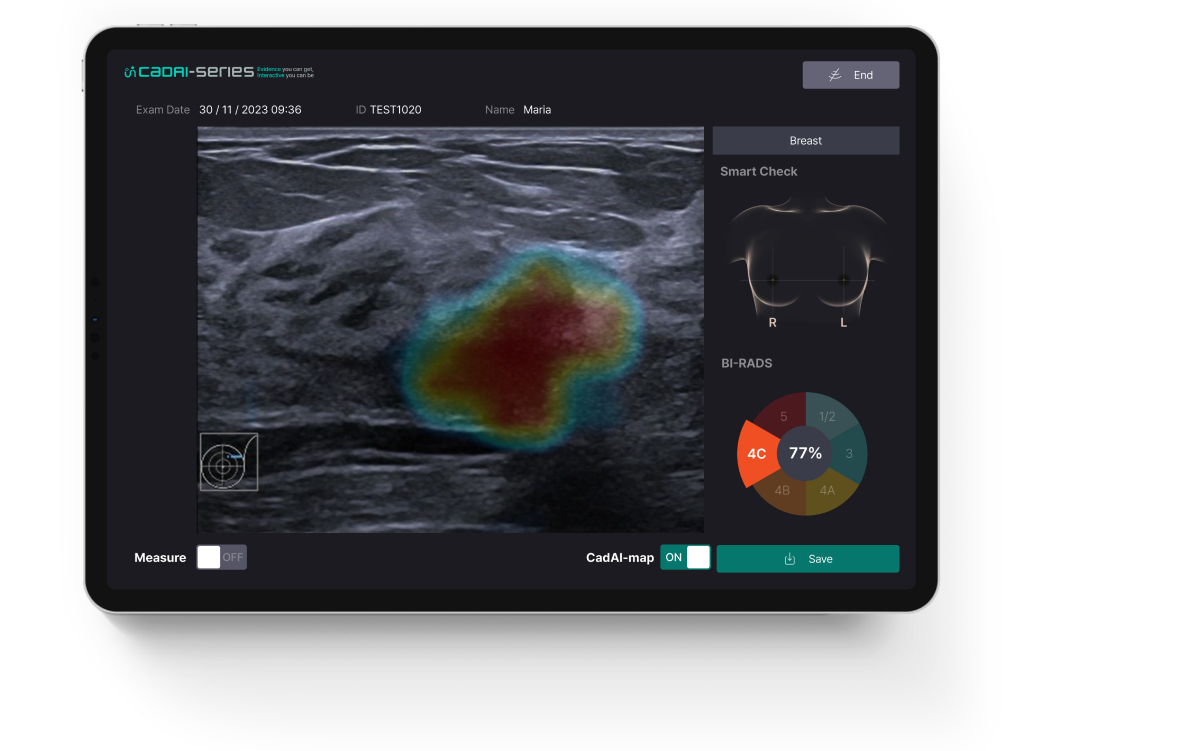 CADAI-SERIES Evidence you can get,
Interactive you can be
End
Exam Date 30 / 11 / 2023 09:36 ID TEST1020 Name Maria
Breast
Smart Check
R L
BI-RADS
5 1/2
4C 77% 3
4B 4A
Measure OFF CadAI-map ON Save